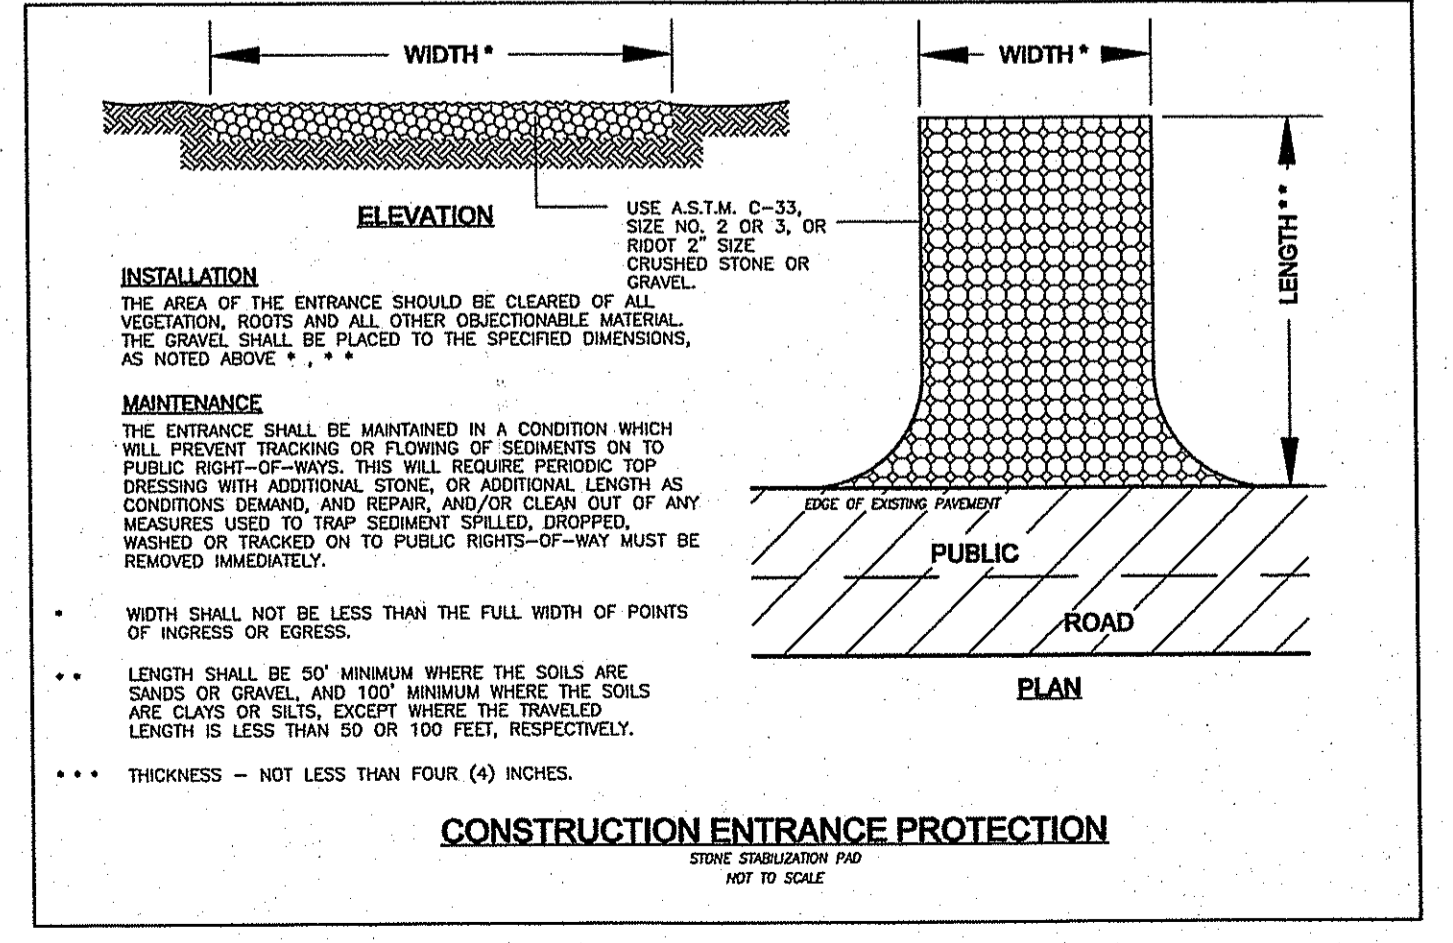 WIDTH *
WIDTH *
LENGTH * *
ELEVATION
USE A.S.T.M. C-33,
SIZE NO. 2 OR 3, OR
RIDOT 2" SIZE
CRUSHED STONE OR
GRAVEL.
INSTALLATION
THE AREA OF THE ENTRANCE SHOULD BE CLEARED OF ALL
VEGETATION, ROOTS AND ALL OTHER OBJECTIONABLE MATERIAL.
THE GRAVEL SHALL BE PLACED TO THE SPECIFIED DIMENSIONS,
AS NOTED ABOVE * , * *
MAINTENANCE
THE ENTRANCE SHALL BE MAINTAINED IN A CONDITION WHICH
WILL PREVENT TRACKING OR FLOWING OF SEDIMENTS ON TO
PUBLIC RIGHT-OF-WAYS. THIS WILL REQUIRE PERIODIC TOP
DRESSING WITH ADDITIONAL STONE, OR ADDITIONAL LENGTH AS
CONDITIONS DEMAND, AND REPAIR, AND/OR CLEAN OUT OF ANY
MEASURES USED TO TRAP SEDIMENT SPILLED, DROPPED,
WASHED OR TRACKED ON TO PUBLIC RIGHTS-OF-WAY MUST BE
REMOVED IMMEDIATELY.
* WIDTH SHALL NOT BE LESS THAN THE FULL WIDTH OF POINTS
OF INGRESS OR EGRESS.
* * LENGTH SHALL BE 50' MINIMUM WHERE THE SOILS ARE
SANDS OR GRAVEL, AND 100' MINIMUM WHERE THE SOILS
ARE CLAYS OR SILTS, EXCEPT WHERE THE TRAVELED
LENGTH IS LESS THAN 50 OR 100 FEET, RESPECTIVELY.
* * * THICKNESS – NOT LESS THAN FOUR (4) INCHES.
EDGE OF EXISTING PAVEMENT
PUBLIC
ROAD
PLAN
CONSTRUCTION ENTRANCE PROTECTION
STONE STABILIZATION PAD
NOT TO SCALE